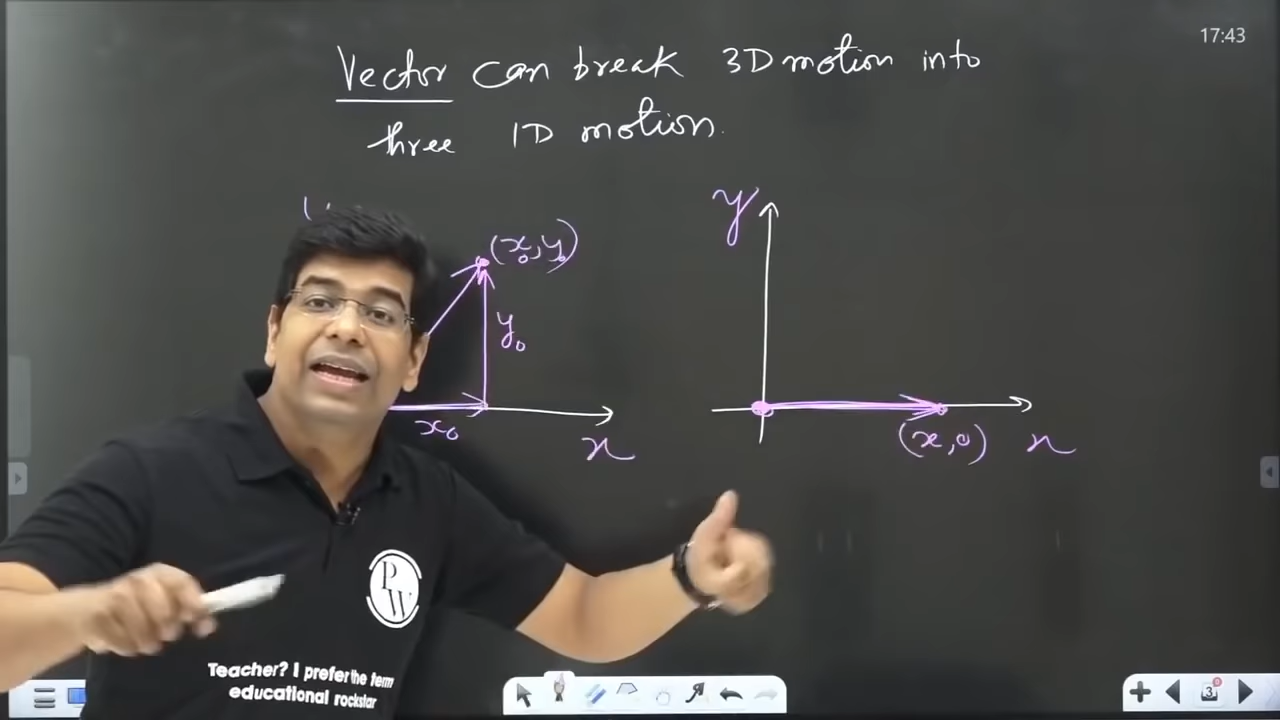 17:43
Vector can break 3D motion into
three 1D motion.
y
(x₀, y₀)
y₀
x₀
x
y
(x, 0)
x
PW
Teacher? I prefer the term
educational rockstar
3